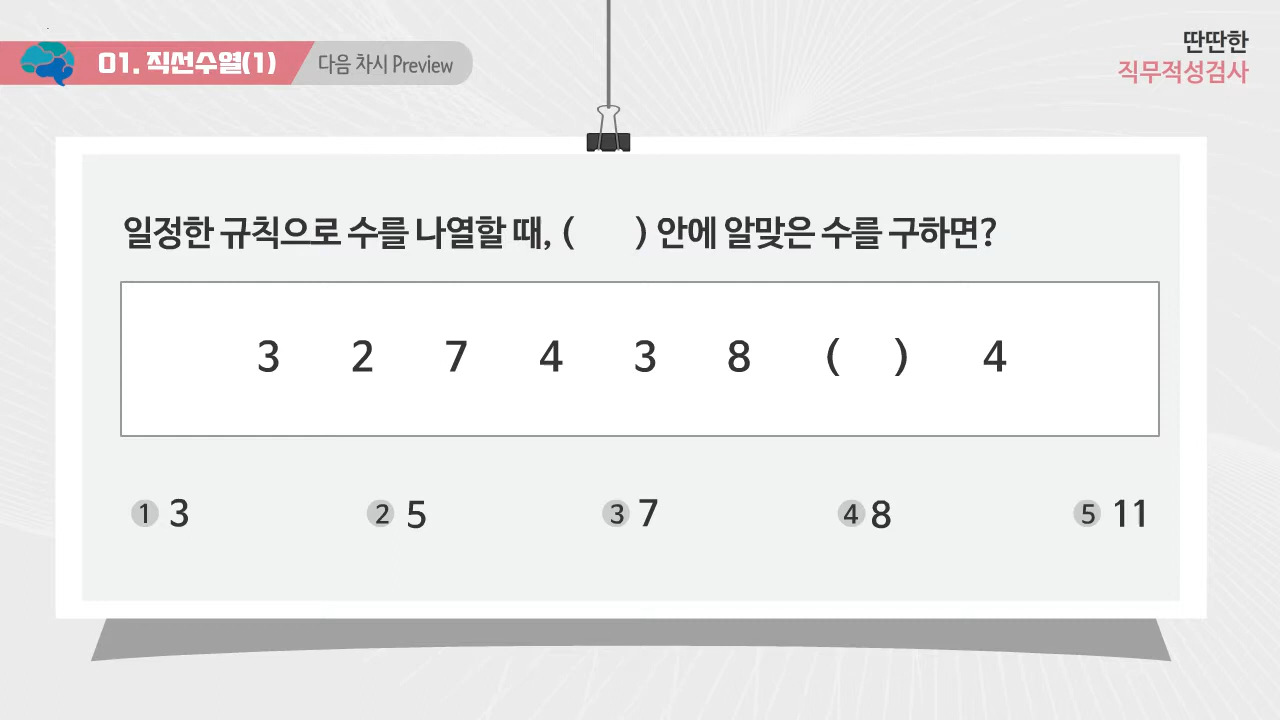 01. 직선수열(1) 다음 차시 Preview
딴딴한
직무적성검사
일정한 규칙으로 수를 나열할 때, ( ) 안에 알맞은 수를 구하면?
3 2 7 4 3 8 ( ) 4
1 3 2 5 3 7 4 8 5 11